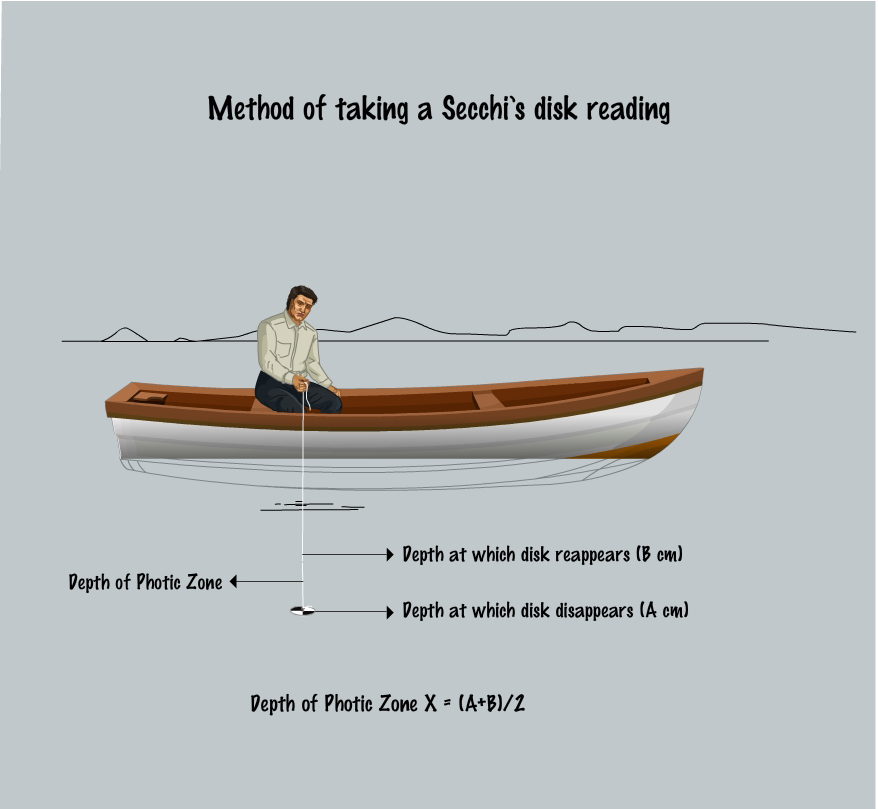 Method of taking a Secchi`s disk reading
Depth at which disk reappears (B cm)
Depth of Photic Zone
Depth at which disk disappears (A cm)
Depth of Photic Zone X = (A+B)/2